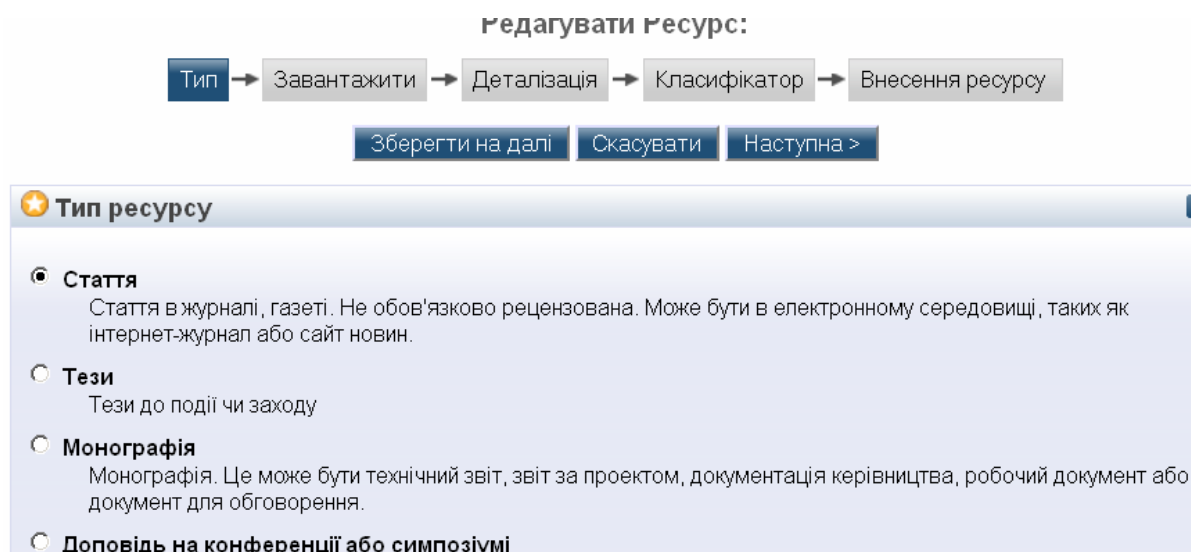 Редагувати Ресурс:
Тип Завантажити Деталізація Класифікатор Внесення ресурсу
Зберегти на далі Скасувати Наступна >
Тип ресурсу
Стаття
Стаття в журналі, газеті. Не обов'язково рецензована. Може бути в електронному середовищі, таких як
інтернет-журнал або сайт новин.
Тези
Тези до події чи заходу
Монографія
Монографія. Це може бути технічний звіт, звіт за проектом, документація керівництва, робочий документ або
документ для обговорення.
Доповідь на конференції або симпозіумі